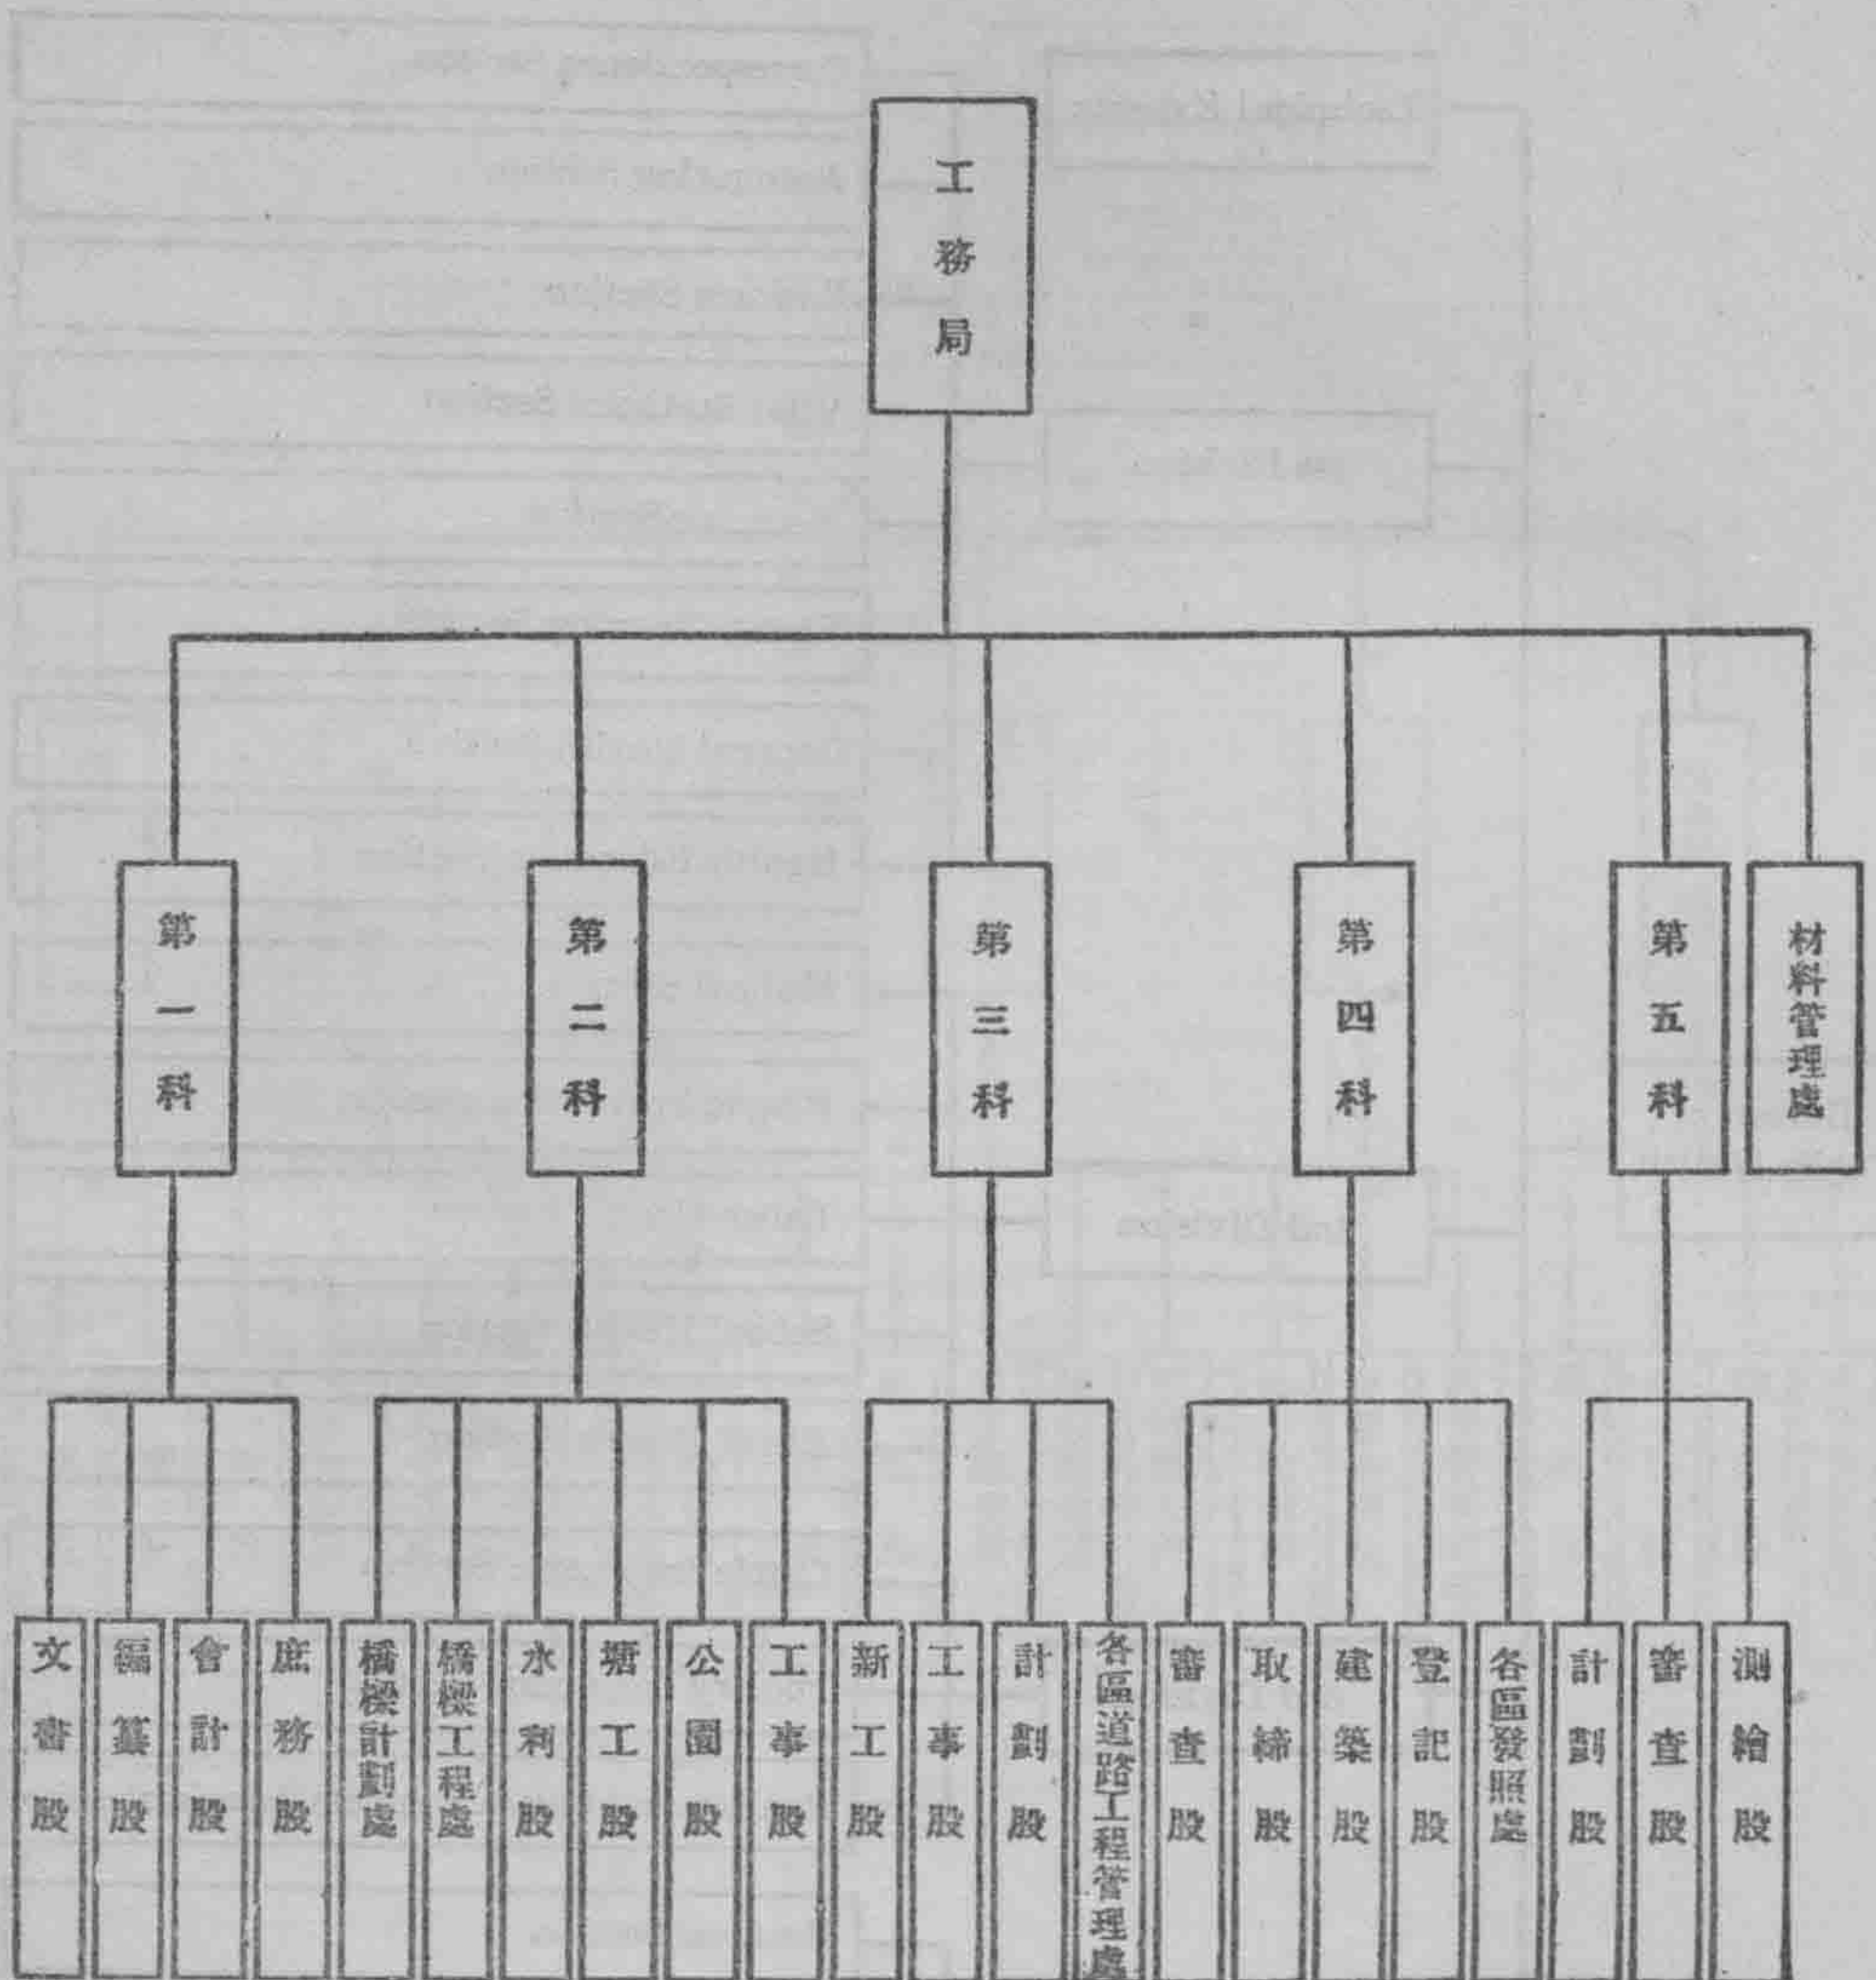 工務局
第一科
第二科
第三科
第四科
第五科
材料管理處
文書股
編纂股
會計股
庶務股
橋樑計劃處
橋樑工程處
水利股
塘工股
公園股
工事股
新工股
工事股
計劃股
各區道路工程管理處
審查股
取締股
建築股
登記股
各區發照處
計劃股
審查股
測繪股